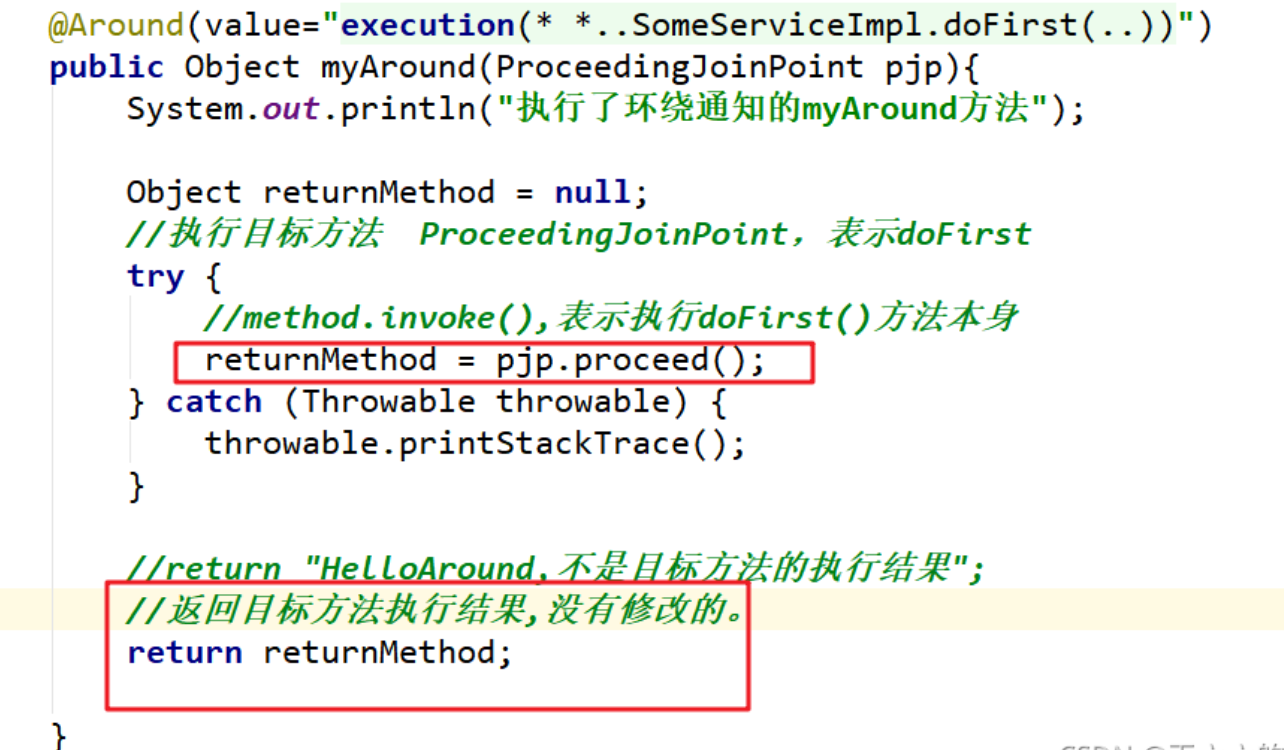 @Around(value="execution(* *..SomeServiceImpl.doFirst(..))")
public Object myAround(ProceedingJoinPoint pjp){
System.out.println("执行了环绕通知的myAround方法");
Object returnMethod = null;
//执行目标方法  ProceedingJoinPoint，表示doFirst
try {
//method.invoke(),表示执行doFirst()方法本身
returnMethod = pjp.proceed();
} catch (Throwable throwable) {
throwable.printStackTrace();
}
//return "HelloAround,不是目标方法的执行结果";
//返回目标方法执行结果,没有修改的。
return returnMethod;
}